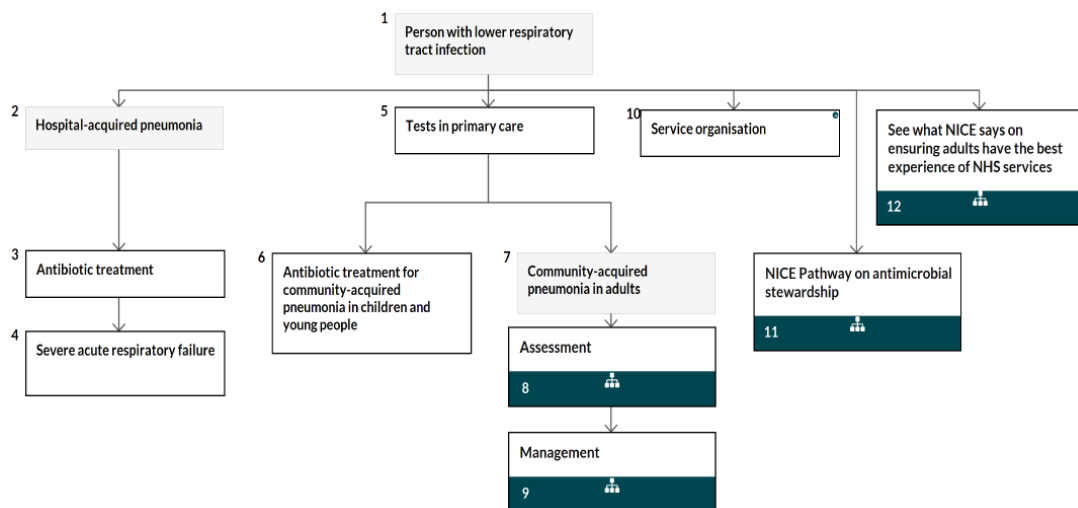 1
Person with lower respiratory
tract infection
2
Hospital-acquired pneumonia
5
Tests in primary care
10
Service organisation
See what NICE says on
ensuring adults have the best
experience of NHS services
12
3
Antibiotic treatment
6
Antibiotic treatment for
community-acquired
pneumonia in children and
young people
7
Community-acquired
pneumonia in adults
NICE Pathway on antimicrobial
stewardship
11
4
Severe acute respiratory failure
Assessment
8
Management
9